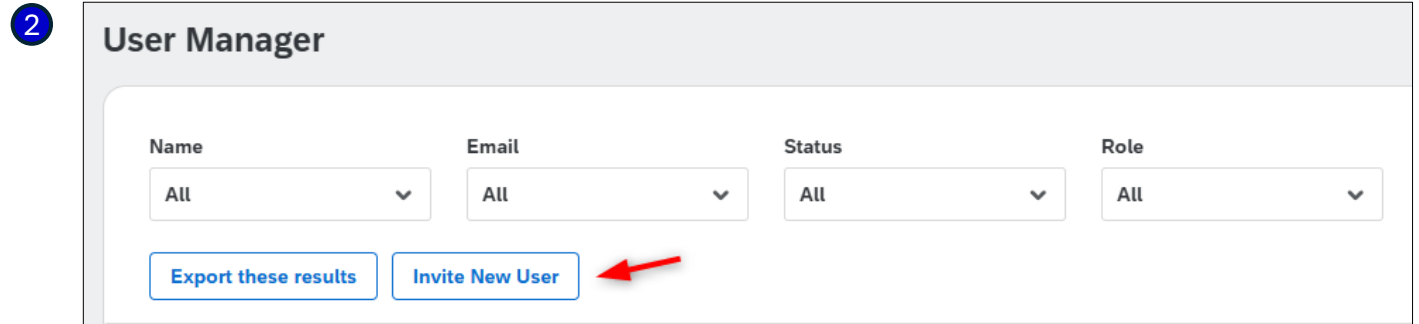 2
User Manager
Name Email Status Role
All All All All
Export these results Invite New User